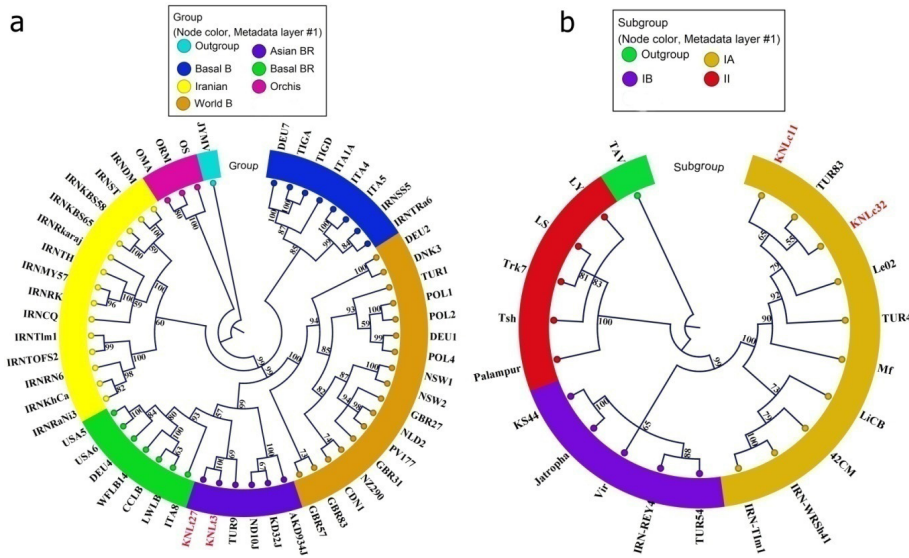 a
Group
(Node color, Metadata layer #1)
Outgroup
Asian BR
Basal B
Basal BR
Iranian
Orchis
World B
Group
DEU7
TIGA
TIGD
ITA1A
ITA4
ITA5
IRNSS5
IRNTRa6
DEU2
DNK3
TUR1
POL1
POL2
DEU1
POL4
NSW1
NSW2
GBR27
NLD2
PV177
GBR31
NZ290
CDN1
GBR83
GBR57
AKD934J
KD32J
ND10J
TUR9
KNLt3
KNLt27
ITA8
LWLB
CCLB
WFLB14
DEU4
USA6
USA5
IRNRaNi3
IRNKhCa
IRNRN6
IRNTOFS2
IRNTlm1
IRNCQ
IRNRK
IRNMY57
IRNTH
IRNRkaraj
IRNKBS65
IRNKBS58
IRNST
IRNDM
OMA
ORM
OS
JYMV
b
Subgroup
(Node color, Metadata layer #1)
Outgroup
IA
IB
II
Subgroup
KNLc11
TUR83
KNLc32
Le02
TUR4
Mf
LiCB
42CM
IRN-WRSh41
IRN-TIm1
TUR54
IRN-REY4
Vir
Jatropha
KS44
Palampur
Tsh
Trk7
LS
LY
TAV